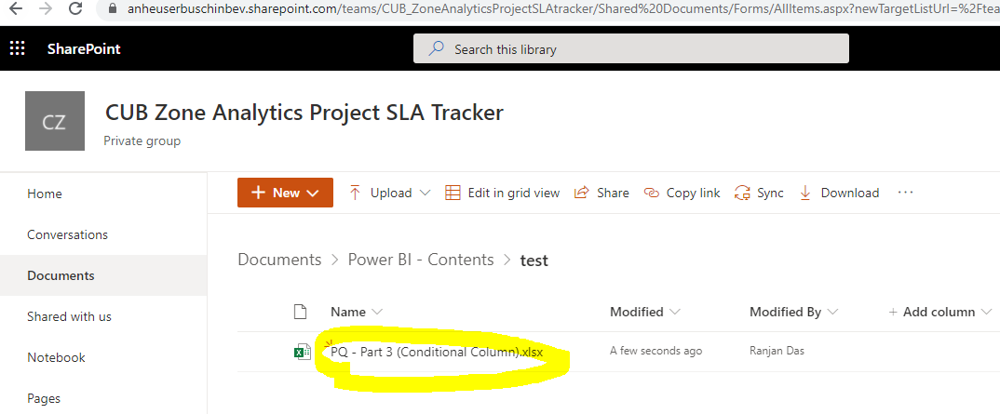 anheuserbuschinbev.sharepoint.com/teams/CUB_ZoneAnalyticsProjectSLAtracker/Shared%20Documents/Forms/AllItems.aspx?newTargetListUrl=%2Ftea
SharePoint
Search this library
CZ
CUB Zone Analytics Project SLA Tracker
Private group
Home
Conversations
Documents
Shared with us
Notebook
Pages
+ New
Upload
Edit in grid view
Share
Copy link
Sync
Download
...
Documents > Power BI - Contents > test
Name Modified Modified By + Add column
PQ - Part 3 (Conditional Column).xlsx A few seconds ago Ranjan Das